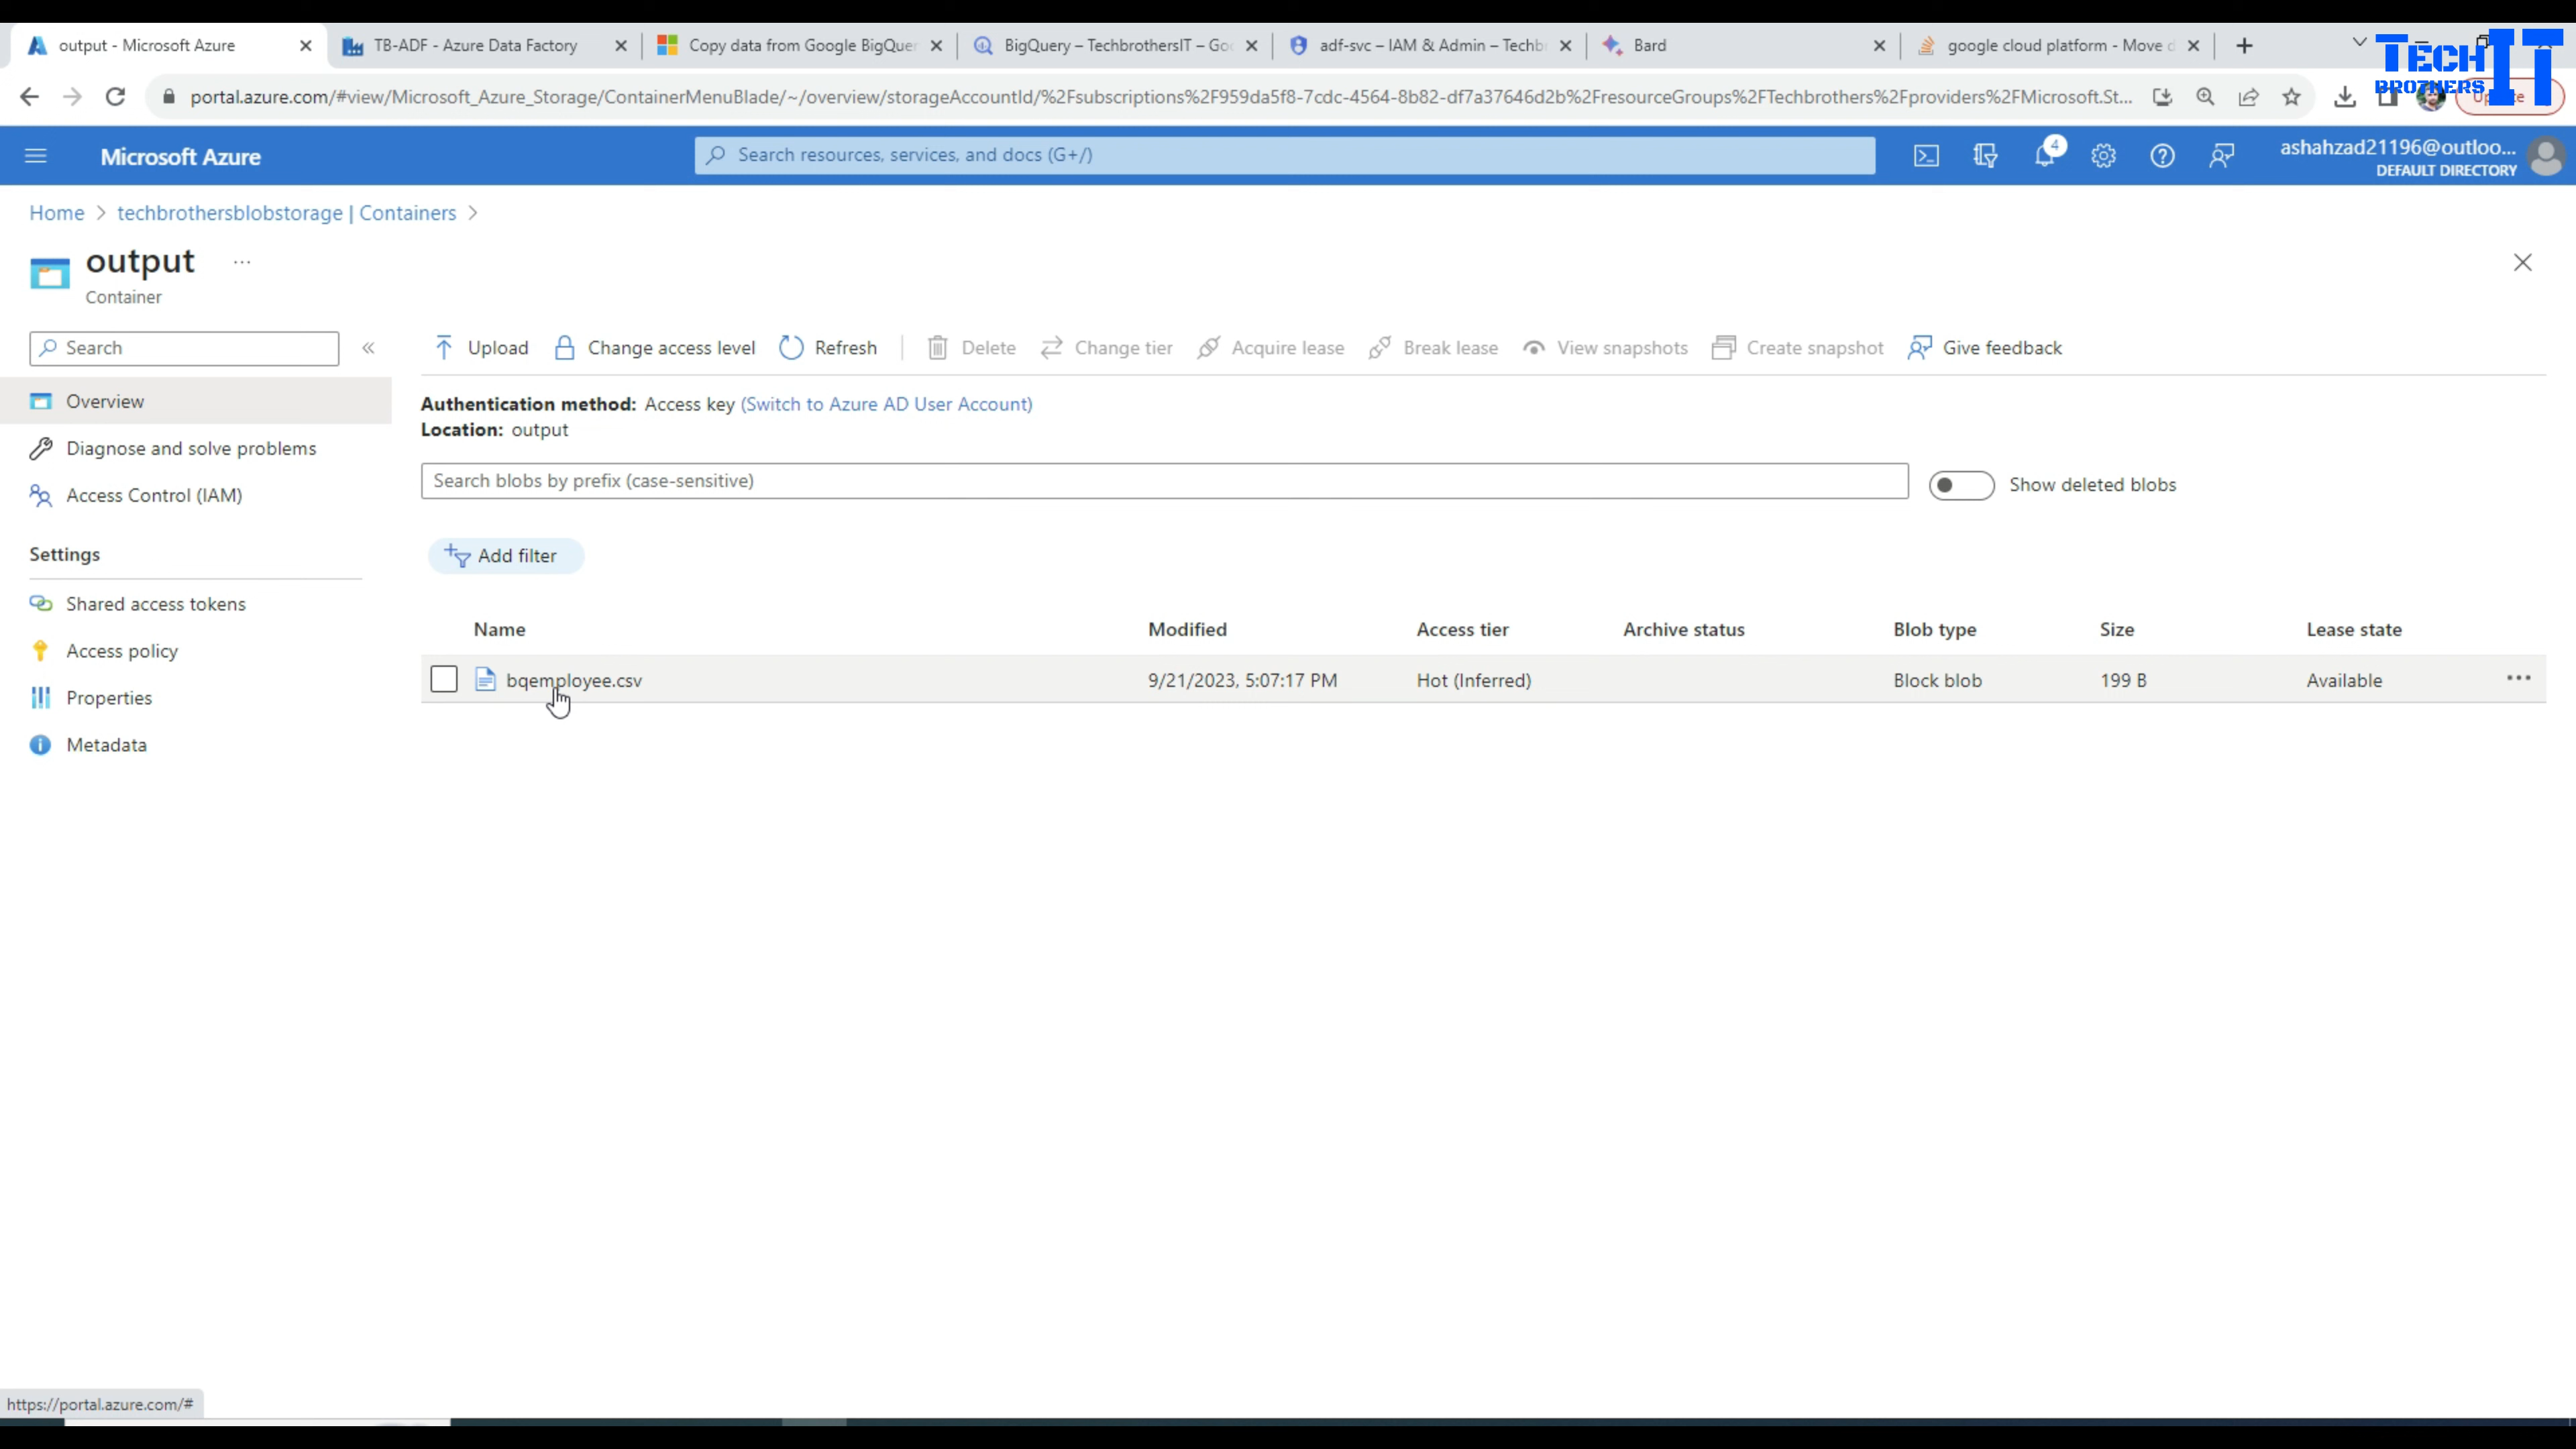 output - Microsoft Azure
TB-ADF - Azure Data Factory
Copy data from Google BigQuer
BigQuery – TechbrothersIT – Goo
adf-svc – IAM & Admin – Techb
Bard
google cloud platform - Move d
TECH IT
BROTHERS
portal.azure.com/#view/Microsoft_Azure_Storage/ContainerMenuBlade/~/overview/storageAccountId/%2Fsubscriptions%2F959da5f8-7cdc-4564-8b82-df7a37646d2b%2FresourceGroups%2FTechbrothers%2Fproviders%2FMicrosoft.St...
Microsoft Azure
Search resources, services, and docs (G+/)
4
ashahzad21196@outloo...
DEFAULT DIRECTORY
Home > techbrothersblobstorage | Containers >
output ...
Container
Search
«
Upload
Change access level
Refresh
Delete
Change tier
Acquire lease
Break lease
View snapshots
Create snapshot
Give feedback
Overview
Diagnose and solve problems
Access Control (IAM)
Settings
Shared access tokens
Access policy
Properties
Metadata
Authentication method: Access key (Switch to Azure AD User Account)
Location: output
Search blobs by prefix (case-sensitive)
Show deleted blobs
Add filter
Name Modified Access tier Archive status Blob type Size Lease state
bqemployee.csv 9/21/2023, 5:07:17 PM Hot (Inferred) Block blob 199 B Available ...
https://portal.azure.com/#